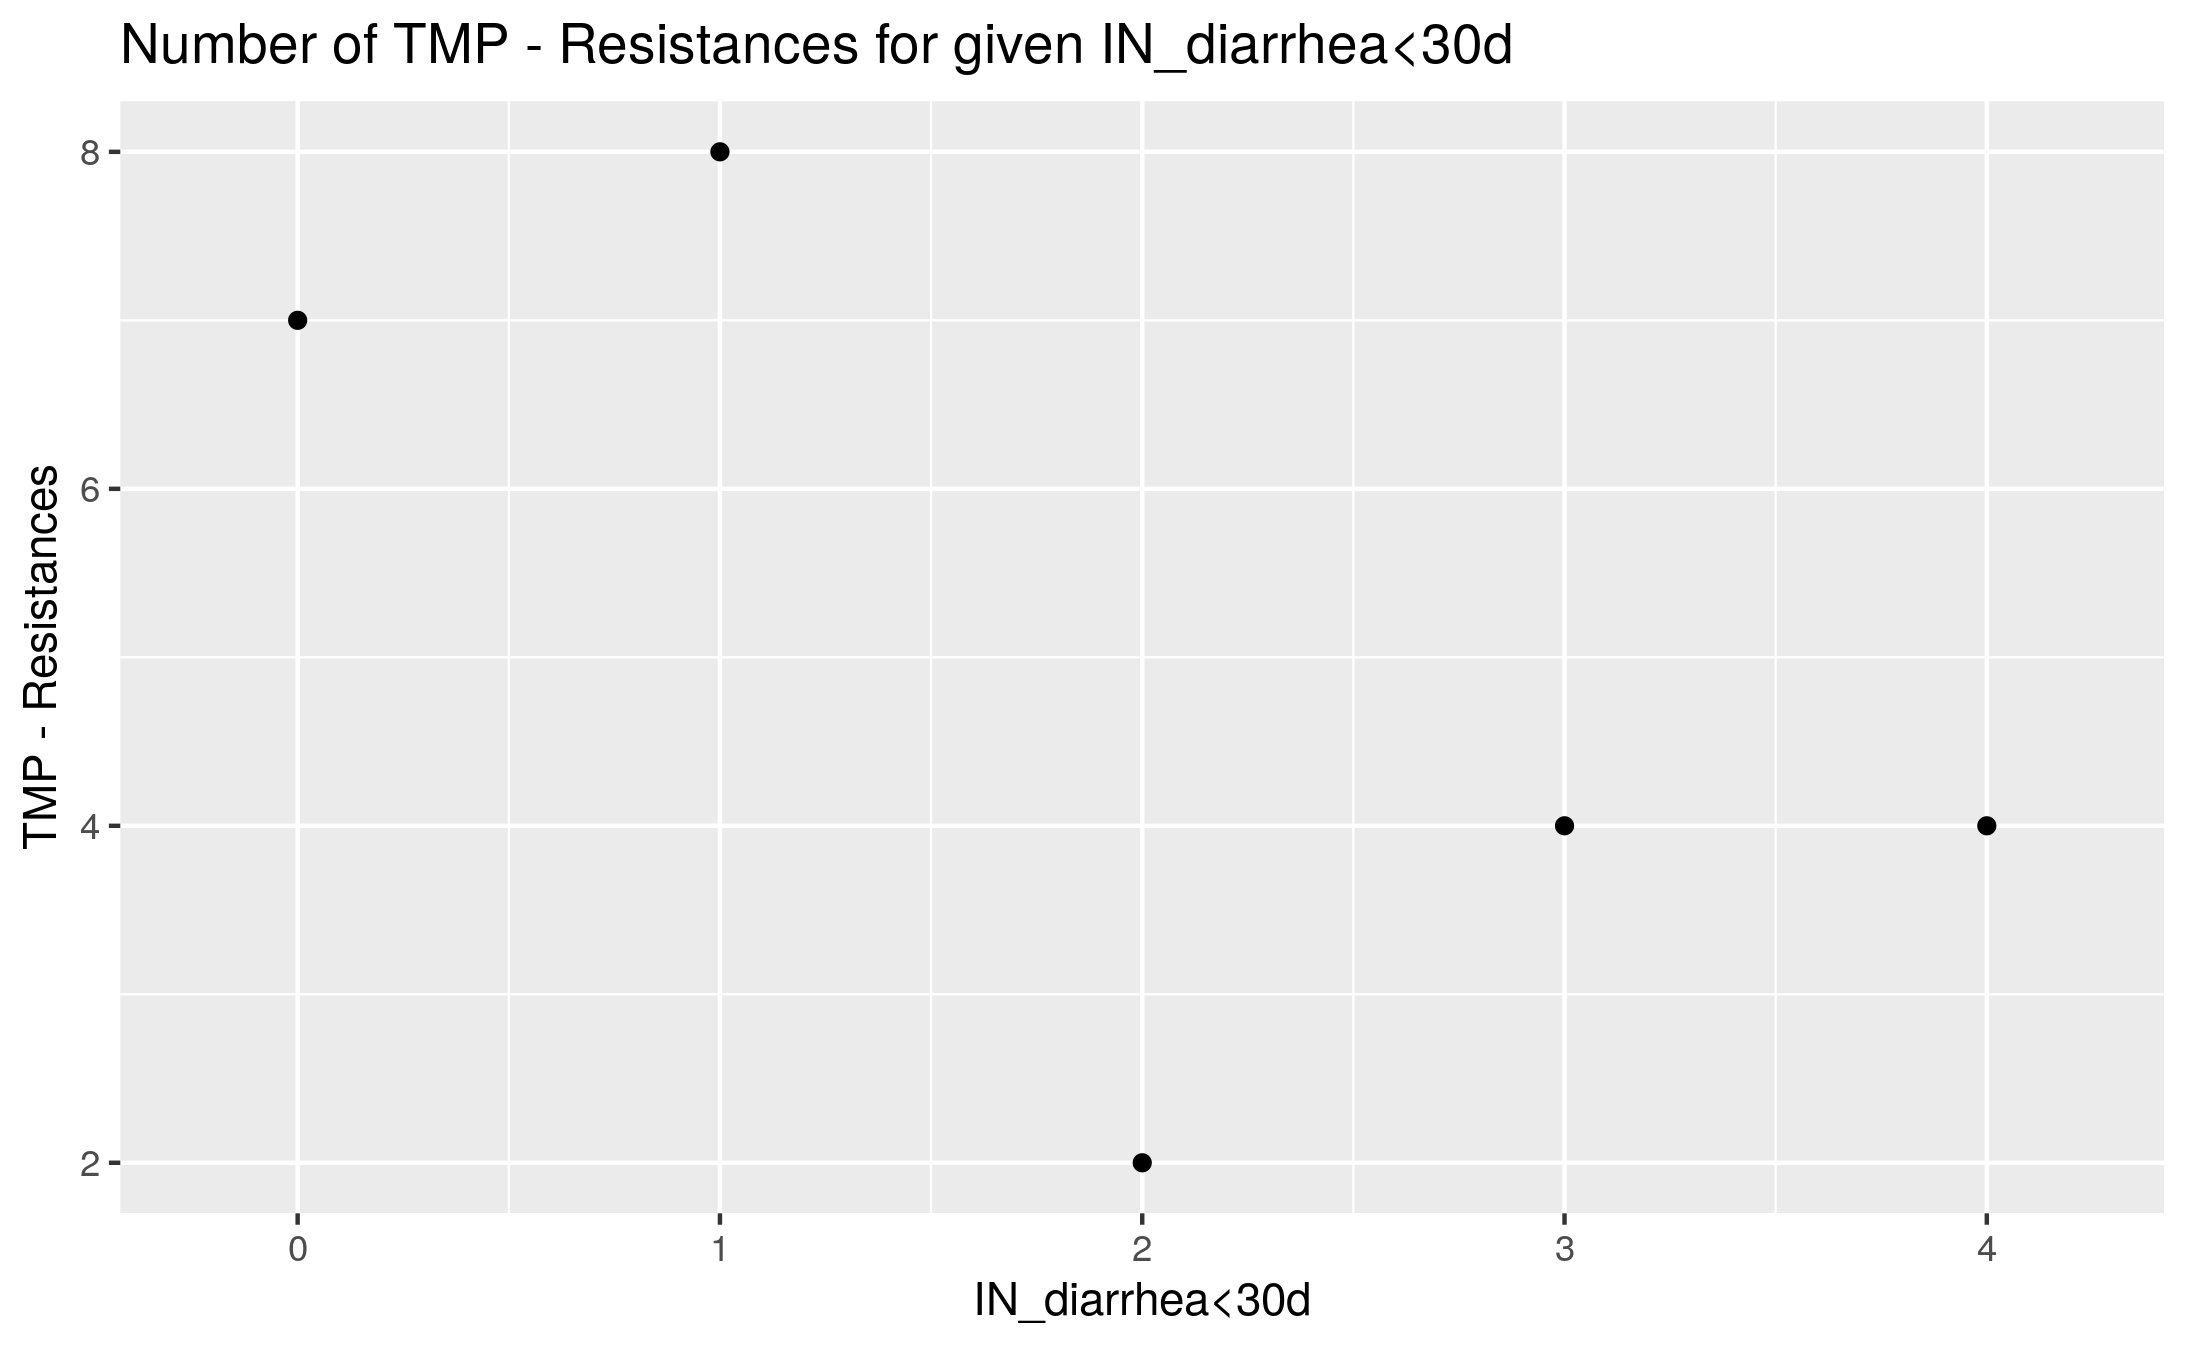 Number of TMP - Resistances for given IN_diarrhea<30d
TMP - Resistances
8
6
4
2
0 1 2 3 4
IN_diarrhea<30d